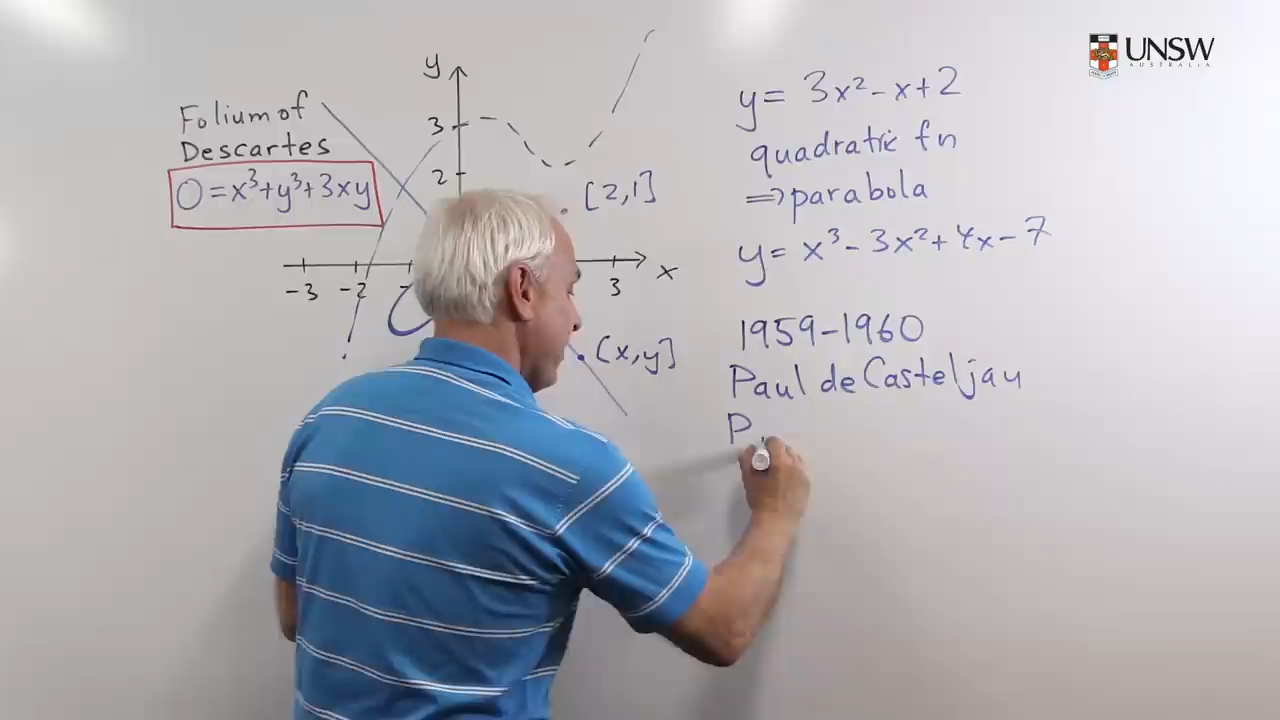 UNSW
AUSTRALIA
Folium of
Descartes
0 = x³+y³+3xy
y
3
2
[2,1]
-3 -2 3 x
(x,y]
y = 3x²-x+2
quadratic fn
⇒ parabola
y = x³-3x²+4x-7
1959-1960
Paul de Casteljau
P